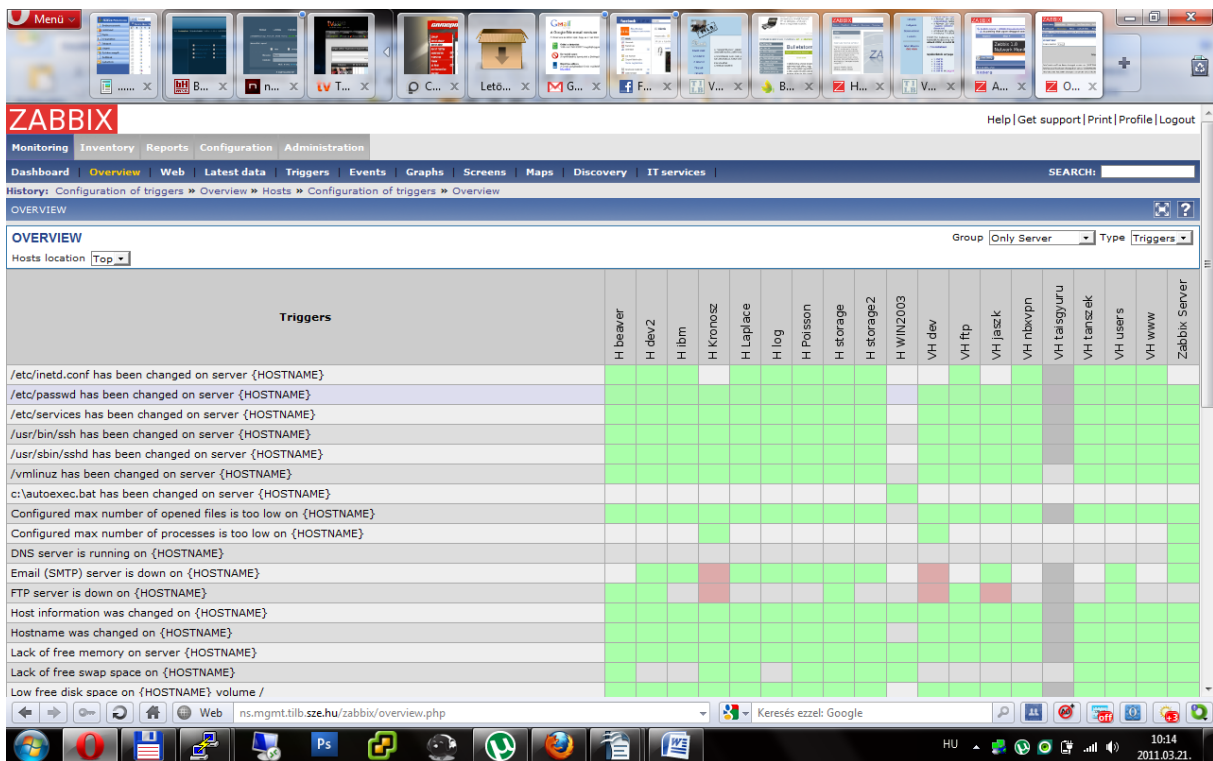 Menü
...... X
bH B... X
n n... X
tv T... X
C... X
Letö... X
G... X
F... X
V... X
B... X
H... X
V... X
A... X
O... X
ZABBIX
Help|Get support|Print|Profile|Logout
Monitoring Inventory Reports Configuration Administration
Dashboard | Overview | Web | Latest data | Triggers | Events | Graphs | Screens | Maps | Discovery | IT services | SEARCH:
History: Configuration of triggers » Overview » Hosts » Configuration of triggers » Overview
OVERVIEW ?
OVERVIEW Group Only Server Type Triggers
Hosts location Top
Triggers
H beaver
H dev2
H ibm
H Kronosz
H Laplace
H log
H Poisson
H storage
H storage2
H WIN2003
VH dev
VH ftp
VH jaszk
VH nbxvpn
VH taisgyuru
VH tanszek
VH users
VH www
Zabbix Server
/etc/inetd.conf has been changed on server {HOSTNAME}
/etc/passwd has been changed on server {HOSTNAME}
/etc/services has been changed on server {HOSTNAME}
/usr/bin/ssh has been changed on server {HOSTNAME}
/usr/sbin/sshd has been changed on server {HOSTNAME}
/vmlinuz has been changed on server {HOSTNAME}
c:\autoexec.bat has been changed on server {HOSTNAME}
Configured max number of opened files is too low on {HOSTNAME}
Configured max number of processes is too low on {HOSTNAME}
DNS server is running on {HOSTNAME}
Email (SMTP) server is down on {HOSTNAME}
FTP server is down on {HOSTNAME}
Host information was changed on {HOSTNAME}
Hostname was changed on {HOSTNAME}
Lack of free memory on server {HOSTNAME}
Lack of free swap space on {HOSTNAME}
Low free disk space on {HOSTNAME} volume /
Web ns.mgmt.tilb.sze.hu/zabbix/overview.php Keresés ezzel: Google
off
Ps
HU
10:14
2011.03.21.